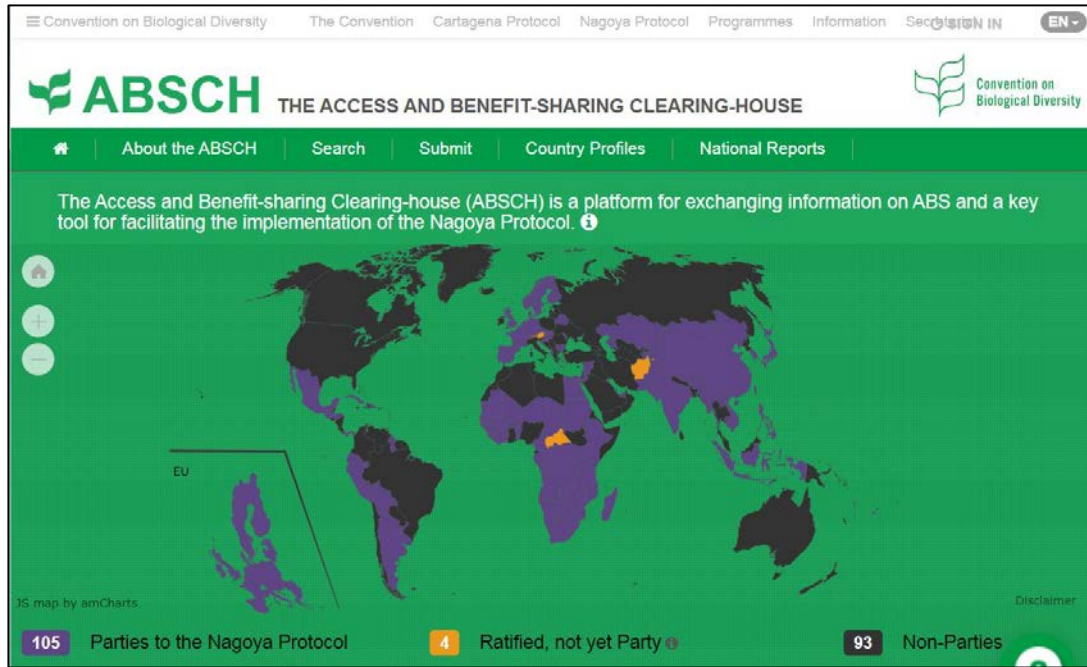 Convention on Biological Diversity The Convention Cartagena Protocol Nagoya Protocol Programmes Information SIGN IN EN
ABSCH THE ACCESS AND BENEFIT-SHARING CLEARING-HOUSE
Convention on
Biological Diversity
About the ABSCH Search Submit Country Profiles National Reports
The Access and Benefit-sharing Clearing-house (ABSCH) is a platform for exchanging information on ABS and a key
tool for facilitating the implementation of the Nagoya Protocol.
EU
JS map by amCharts
Disclaimer
105 Parties to the Nagoya Protocol 4 Ratified, not yet Party 93 Non-Parties